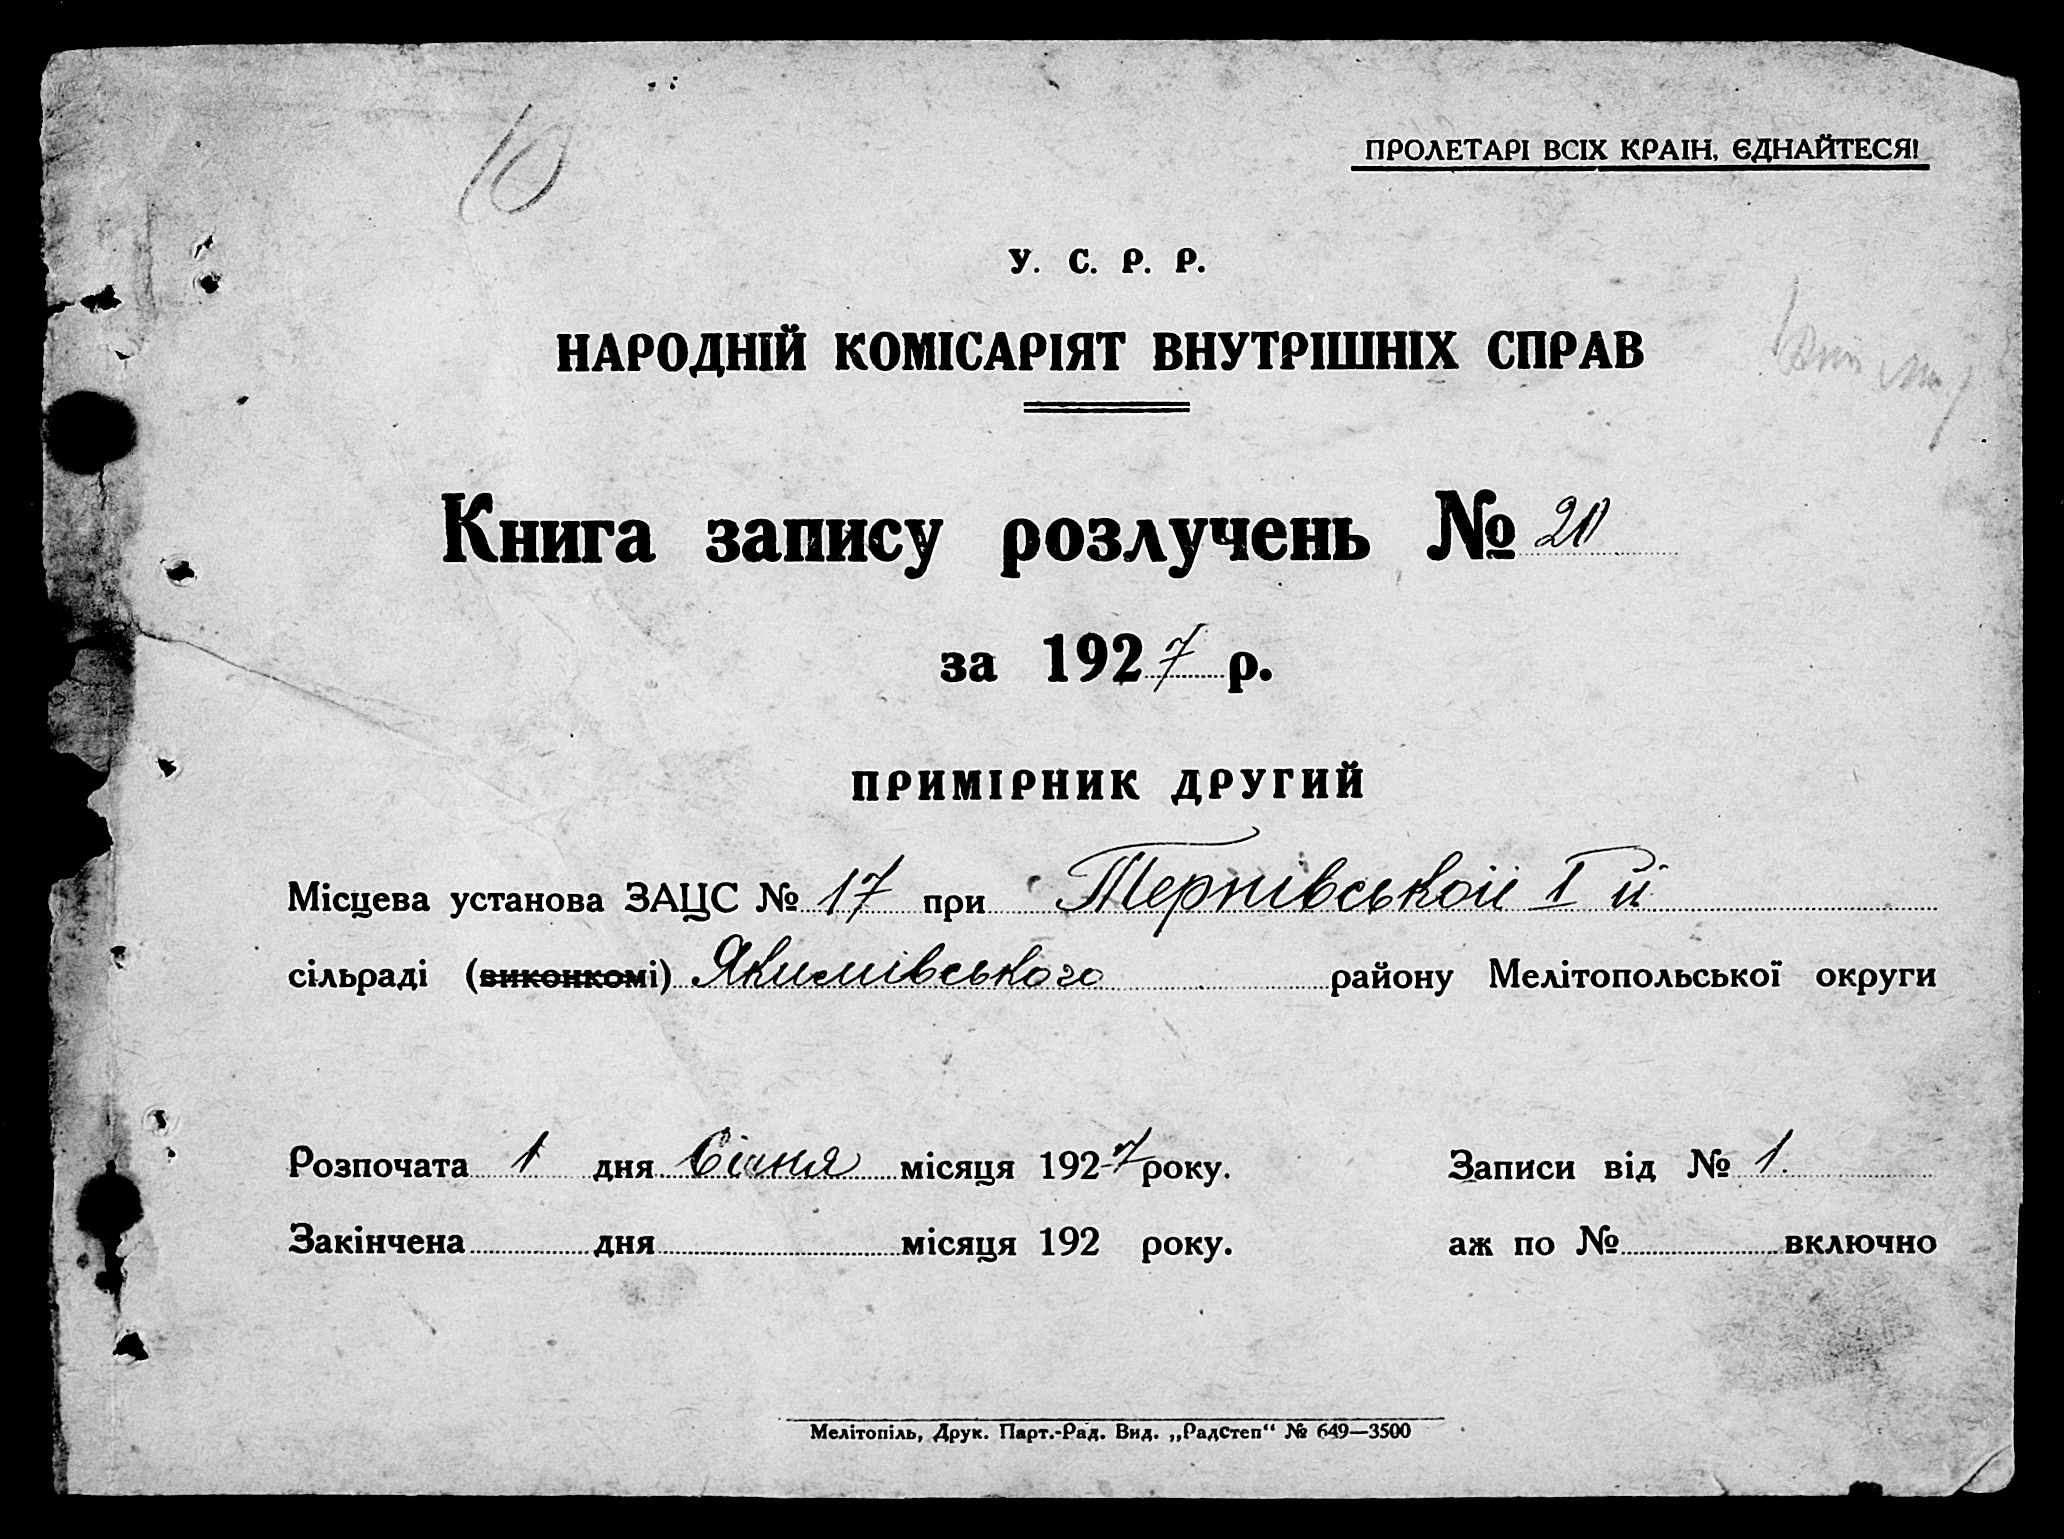 10
ПРОЛЕТАРІ ВСІХ КРАІН, ЄДНАЙТЕСЯ!
У. С. Р. Р.
НАРОДНІЙ КОМІСАРІЯТ ВНУТРІШНІХ СПРАВ
Книга запису розлучень № 20
за 1927 р.
ПРИМІРНИК ДРУГИЙ
Місцева установа ЗАЦС № 17 при Терпівськой І й
сільраді (виконкомі) Якимівського району Мелітопольської округи
Розпочата 1 дня Січня місяця 1927 року. Записи від № 1.
Закінчена дня місяця 192 року. аж по № включно
Мелітопіль, Друк. Парт.-Рад. Вид. „РадСтеп“ № 649—3500